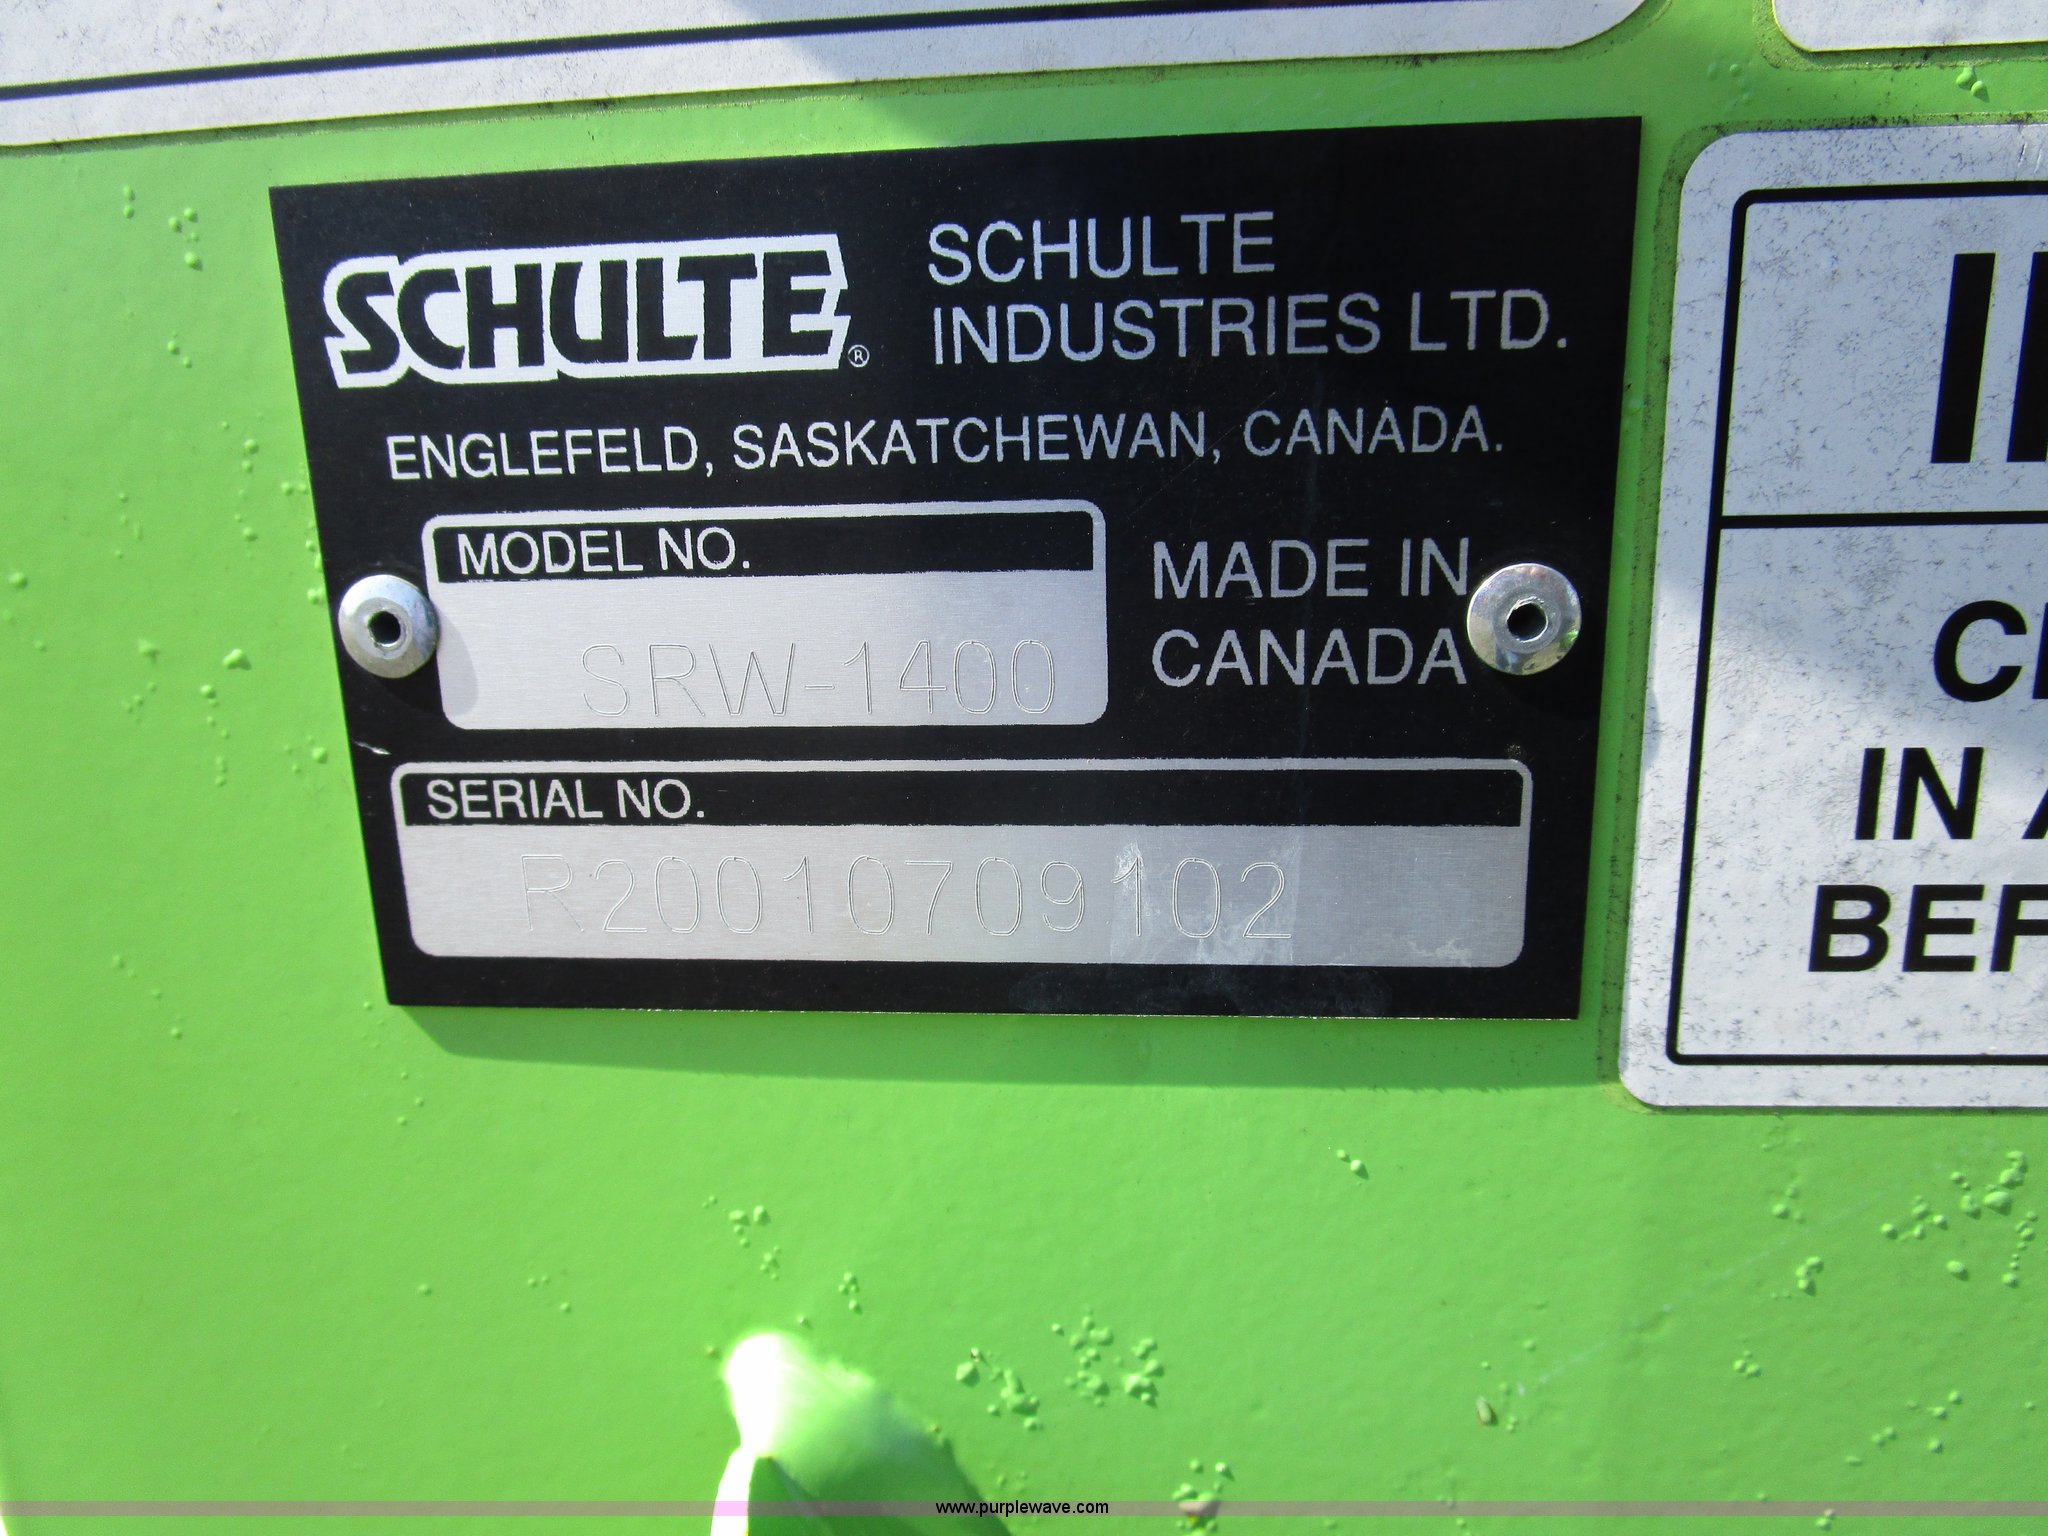 SCHULTE®
SCHULTE
INDUSTRIES LTD.
ENGLEFELD, SASKATCHEWAN, CANADA.
MODEL NO.
SRW-1400
MADE IN
CANADA
SERIAL NO.
R20010709102
IN
BEF
www.purplewave.com